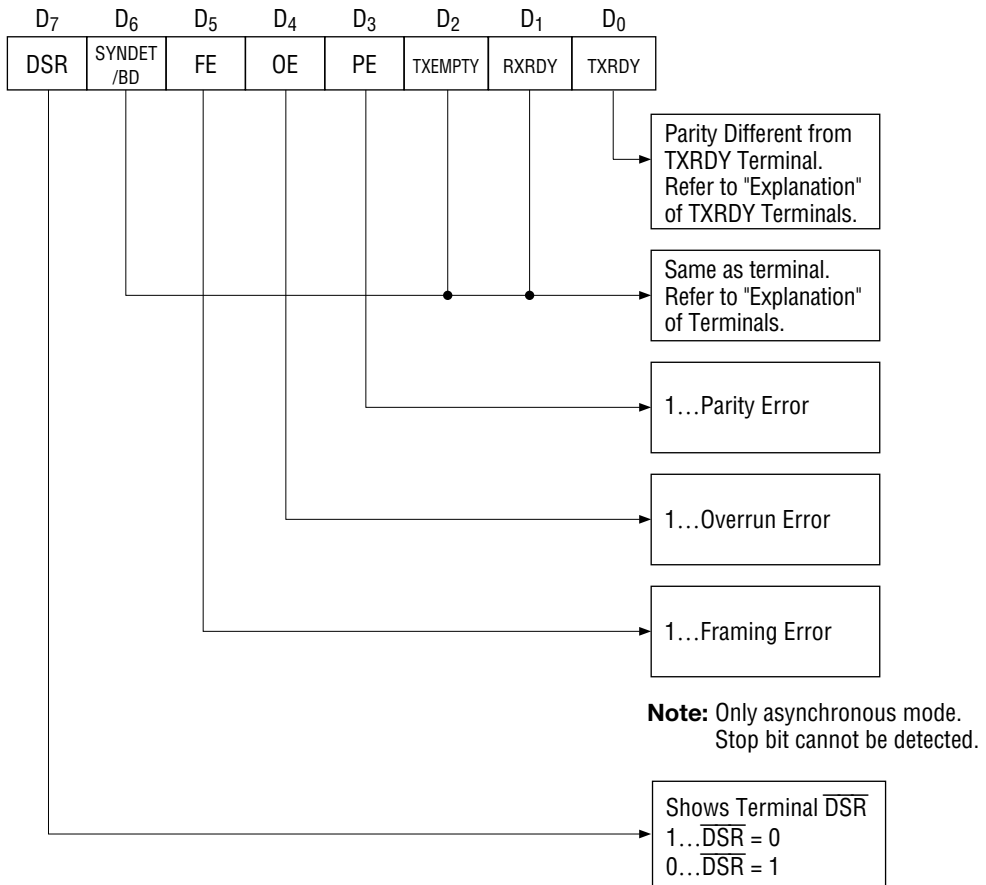 D7 D6 D5 D4 D3 D2 D1 D0
DSR SYNDET/BD FE OE PE TXEMPTY RXRDY TXRDY
Parity Different from
TXRDY Terminal.
Refer to "Explanation"
of TXRDY Terminals.
Same as terminal.
Refer to "Explanation"
of Terminals.
1...Parity Error
1...Overrun Error
1...Framing Error
Note: Only asynchronous mode.
Stop bit cannot be detected.
Shows Terminal D̅S̅R̅
1...D̅S̅R̅ = 0
0...D̅S̅R̅ = 1